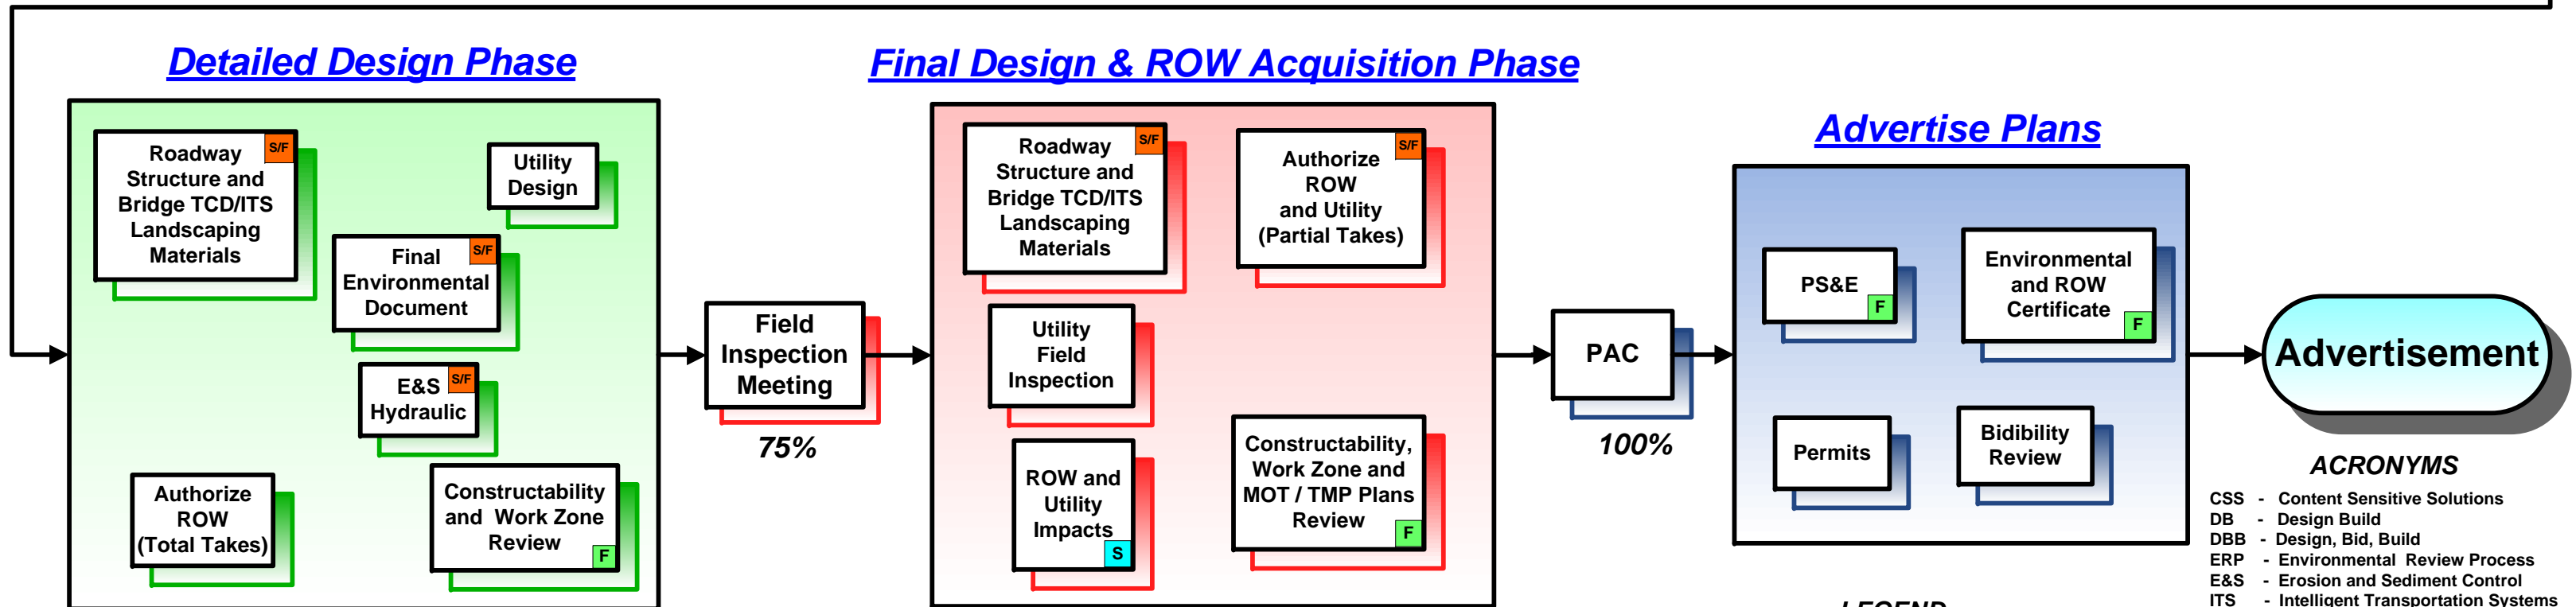 Detailed Design Phase
Roadway
Structure and
Bridge TCD/ITS
Landscaping
Materials
S/F
Utility
Design
Final
Environmental
Document
S/F
E&S
Hydraulic
S/F
Authorize
ROW
(Total Takes)
Constructability
and Work Zone
Review
F
Field
Inspection
Meeting
75%
Final Design & ROW Acquisition Phase
Roadway
Structure and
Bridge TCD/ITS
Landscaping
Materials
S/F
Authorize
ROW
and Utility
(Partial Takes)
S/F
Utility
Field
Inspection
ROW and
Utility
Impacts
S
Constructability,
Work Zone and
MOT / TMP Plans
Review
F
PAC
100%
Advertise Plans
PS&E
F
Environmental
and ROW
Certificate
F
Permits
Bidibility
Review
Advertisement
ACRONYMS
CSS - Content Sensitive Solutions
DB - Design Build
DBB - Design, Bid, Build
ERP - Environmental Review Process
E&S - Erosion and Sediment Control
ITS - Intelligent Transportation Systems
LEGEND